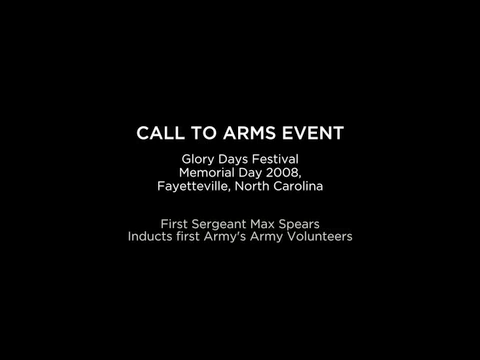 CALL TO ARMS EVENT
Glory Days Festival
Memorial Day 2008,
Fayetteville, North Carolina
First Sergeant Max Spears
Inducts first Army's Army Volunteers